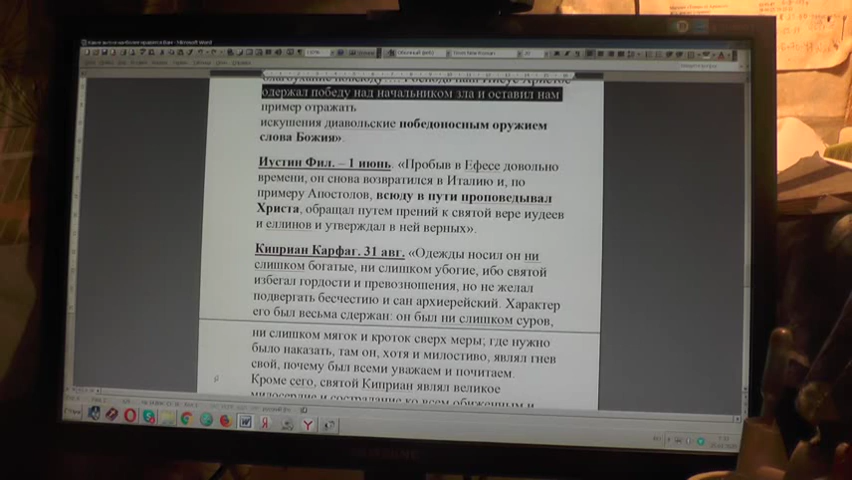 одержал победу над начальником зла и оставил нам
пример отражать
искушения диавольские победоносным оружием
слова Божия».
Иустин Фил. – 1 июнь. «Пробыв в Ефесе довольно
времени, он снова возвратился в Италию и, по
примеру Апостолов, всюду в пути проповедывал
Христа, обращал путем прений к святой вере иудеев
и еллинов и утверждал в ней верных».
Киприан Карфаг. 31 авг. «Одежды носил он ни
слишком богатые, ни слишком убогие, ибо святой
избегал гордости и превозношения, но не желал
подвергать бесчестию и сан архиерейский. Характер
его был весьма сдержан: он был ни слишком суров,
ни слишком мягок и кроток сверх меры; где нужно
было наказать, там он, хотя и милостиво, являл гнев
свой, почему был всеми уважаем и почитаем.
Кроме сего, святой Киприан являл великое
милосердие и сострадание ко всем обиженным и